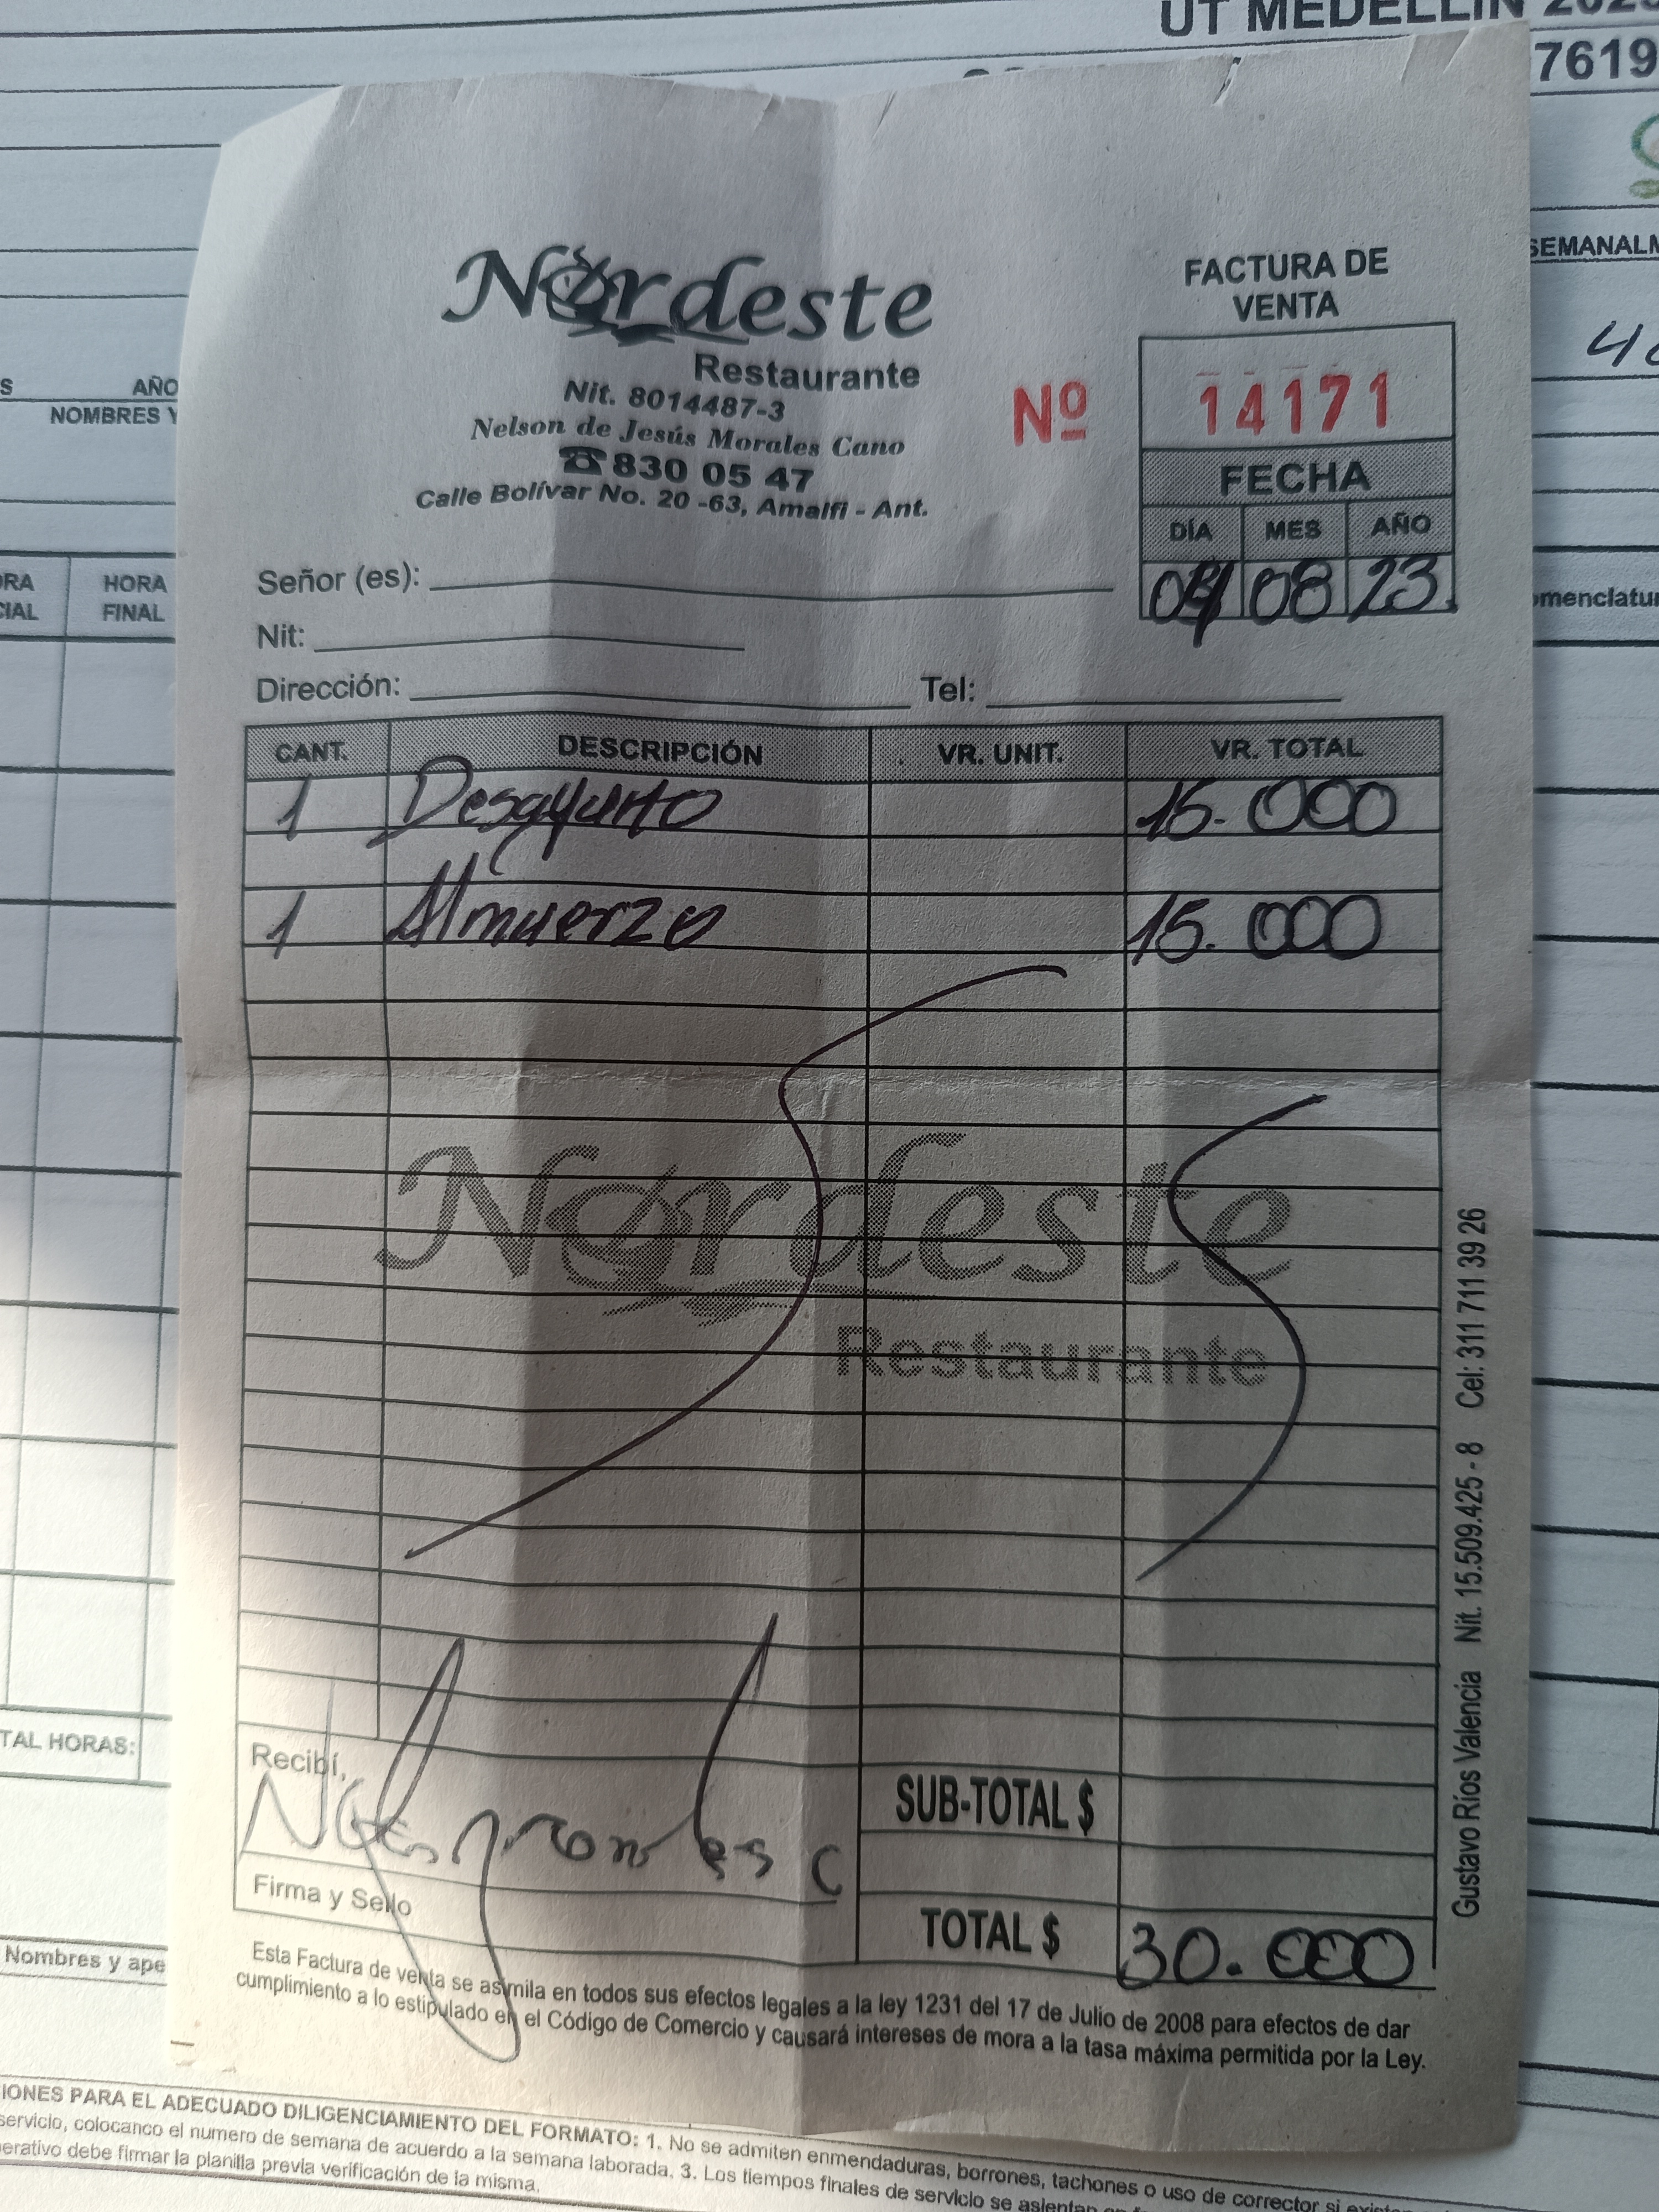 UT MEDELLIN
7619
Nordeste
Restaurante
Nit. 8014487-3
Nelson de Jesús Morales Cano
☎830 05 47
Calle Bolívar No. 20 -63, Amalfi - Ant.
FACTURA DE
VENTA
Nº 14171
FECHA
DÍA MES AÑO
08 23
Señor (es):
Nit:
Dirección: Tel:
CANT. DESCRIPCIÓN VR. UNIT. VR. TOTAL
1 Desayuno 15.000
1 Almuerzo 15.000
Nordeste
Restaurante
Recibí,
Firma y Sello
SUB-TOTAL $
TOTAL $ 30.000
Esta Factura de venta se asimila en todos sus efectos legales a la ley 1231 del 17 de Julio de 2008 para efectos de dar
cumplimiento a lo estipulado en el Código de Comercio y causará intereses de mora a la tasa máxima permitida por la Ley.
Gustavo Ríos Valencia Nit. 15.509.425 - 8 Cel: 311 711 39 26
AÑO
NOMBRES Y
HORA
FINAL
TAL HORAS:
Nombres y ape
IONES PARA EL ADECUADO DILIGENCIAMIENTO DEL FORMATO: 1. No se admiten enmendaduras, borrones, tachones o uso de corrector si
servicio, colocanco el numero de semana de acuerdo a la semana laborada. 3. Los tiempos finales de servicio se
erativo debe firmar la planilla previa verificación de la misma.